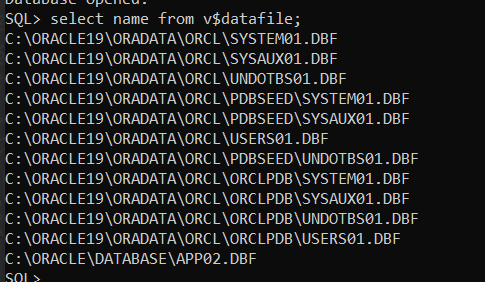 Database opened.
SQL> select name from v$datafile;
C:\ORACLE19\ORADATA\ORCL\SYSTEM01.DBF
C:\ORACLE19\ORADATA\ORCL\SYSAUX01.DBF
C:\ORACLE19\ORADATA\ORCL\UNDOTBS01.DBF
C:\ORACLE19\ORADATA\ORCL\PDBSEED\SYSTEM01.DBF
C:\ORACLE19\ORADATA\ORCL\PDBSEED\SYSAUX01.DBF
C:\ORACLE19\ORADATA\ORCL\USERS01.DBF
C:\ORACLE19\ORADATA\ORCL\PDBSEED\UNDOTBS01.DBF
C:\ORACLE19\ORADATA\ORCL\ORCLPDB\SYSTEM01.DBF
C:\ORACLE19\ORADATA\ORCL\ORCLPDB\SYSAUX01.DBF
C:\ORACLE19\ORADATA\ORCL\ORCLPDB\UNDOTBS01.DBF
C:\ORACLE19\ORADATA\ORCL\ORCLPDB\USERS01.DBF
C:\ORACLE\DATABASE\APP02.DBF
SQL>